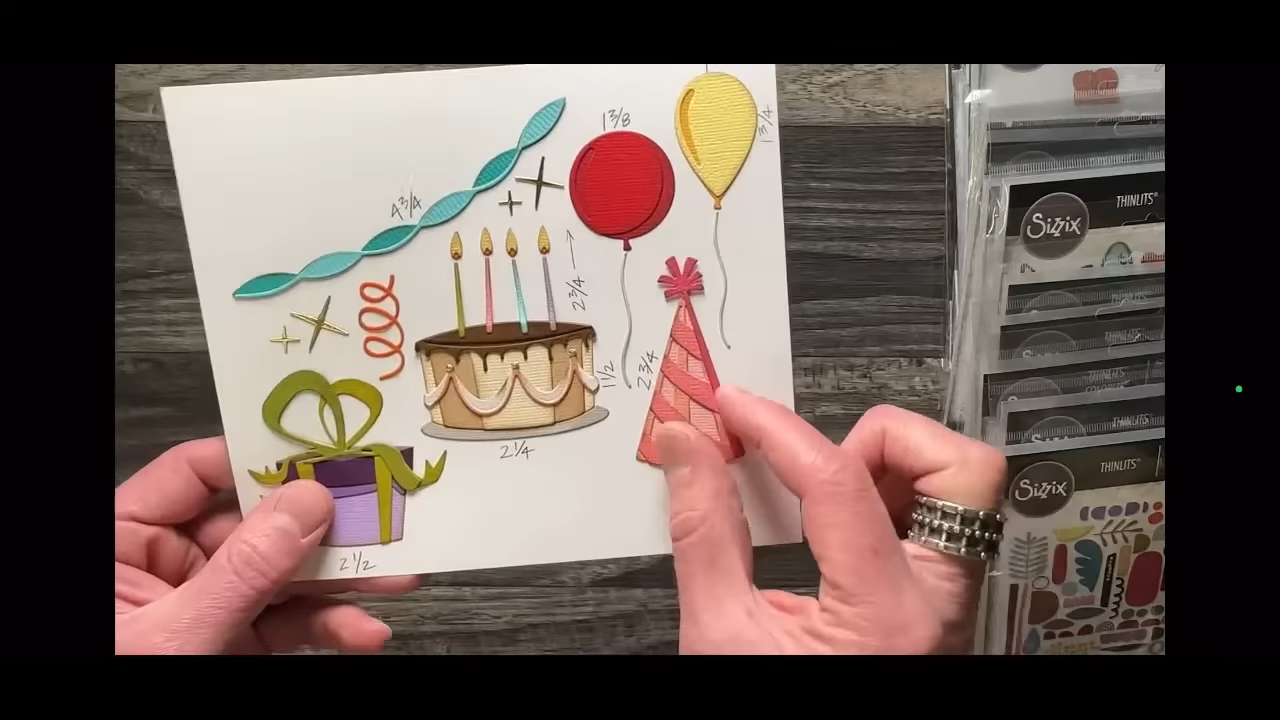 1 3/8
1 3/4
4 3/4
2 3/4
1 1/2
2 3/4
2 1/4
2 1/2
Sizzix
THINLITS®
THINLITS®
Sizzix
THINLITS®